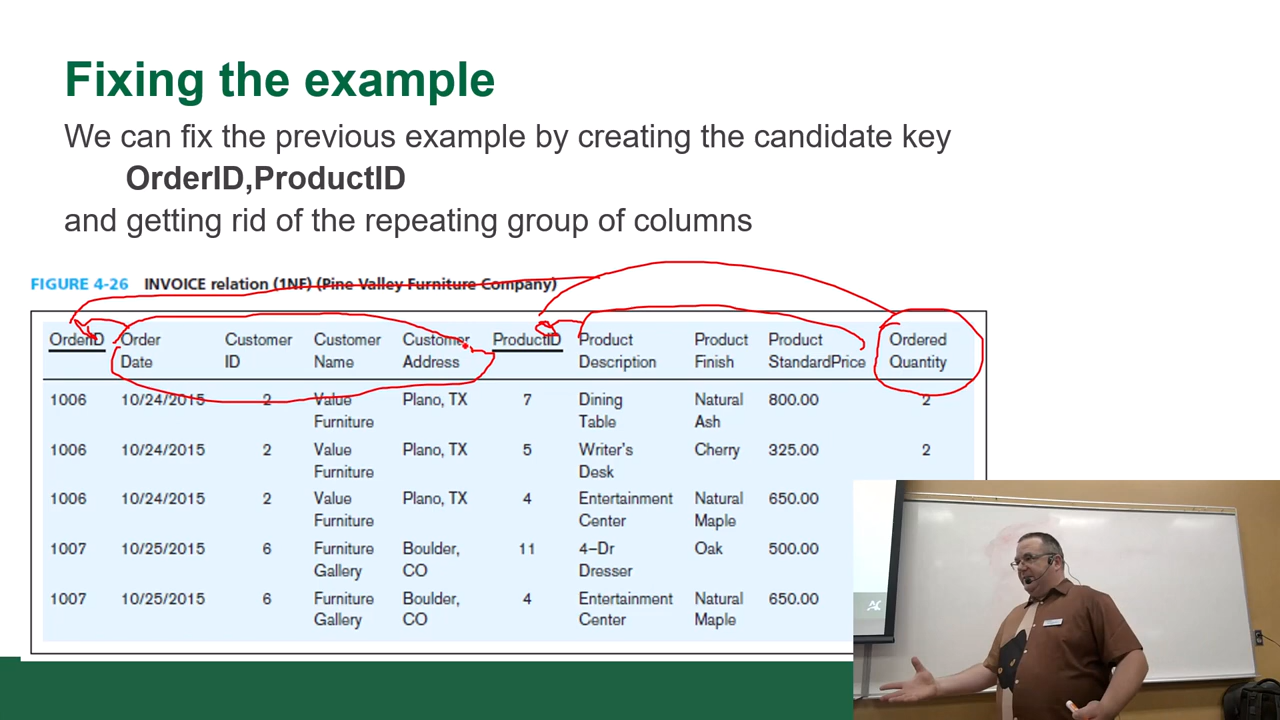 Fixing the example
We can fix the previous example by creating the candidate key
OrderID,ProductID
and getting rid of the repeating group of columns
FIGURE 4-26 INVOICE relation (1NF) (Pine Valley Furniture Company)
OrderID Order Customer Customer Customer ProductID Product Product Product Ordered
Date ID Name Address Description Finish StandardPrice Quantity
1006 10/24/2015 2 Value Plano, TX 7 Dining Natural 800.00 2
Furniture Table Ash
1006 10/24/2015 2 Value Plano, TX 5 Writer's Cherry 325.00 2
Furniture Desk
1006 10/24/2015 2 Value Plano, TX 4 Entertainment Natural 650.00
Furniture Center Maple
1007 10/25/2015 6 Furniture Boulder, 11 4–Dr Oak 500.00
Gallery CO Dresser
1007 10/25/2015 6 Furniture Boulder, 4 Entertainment Natural 650.00
Gallery CO Center Maple